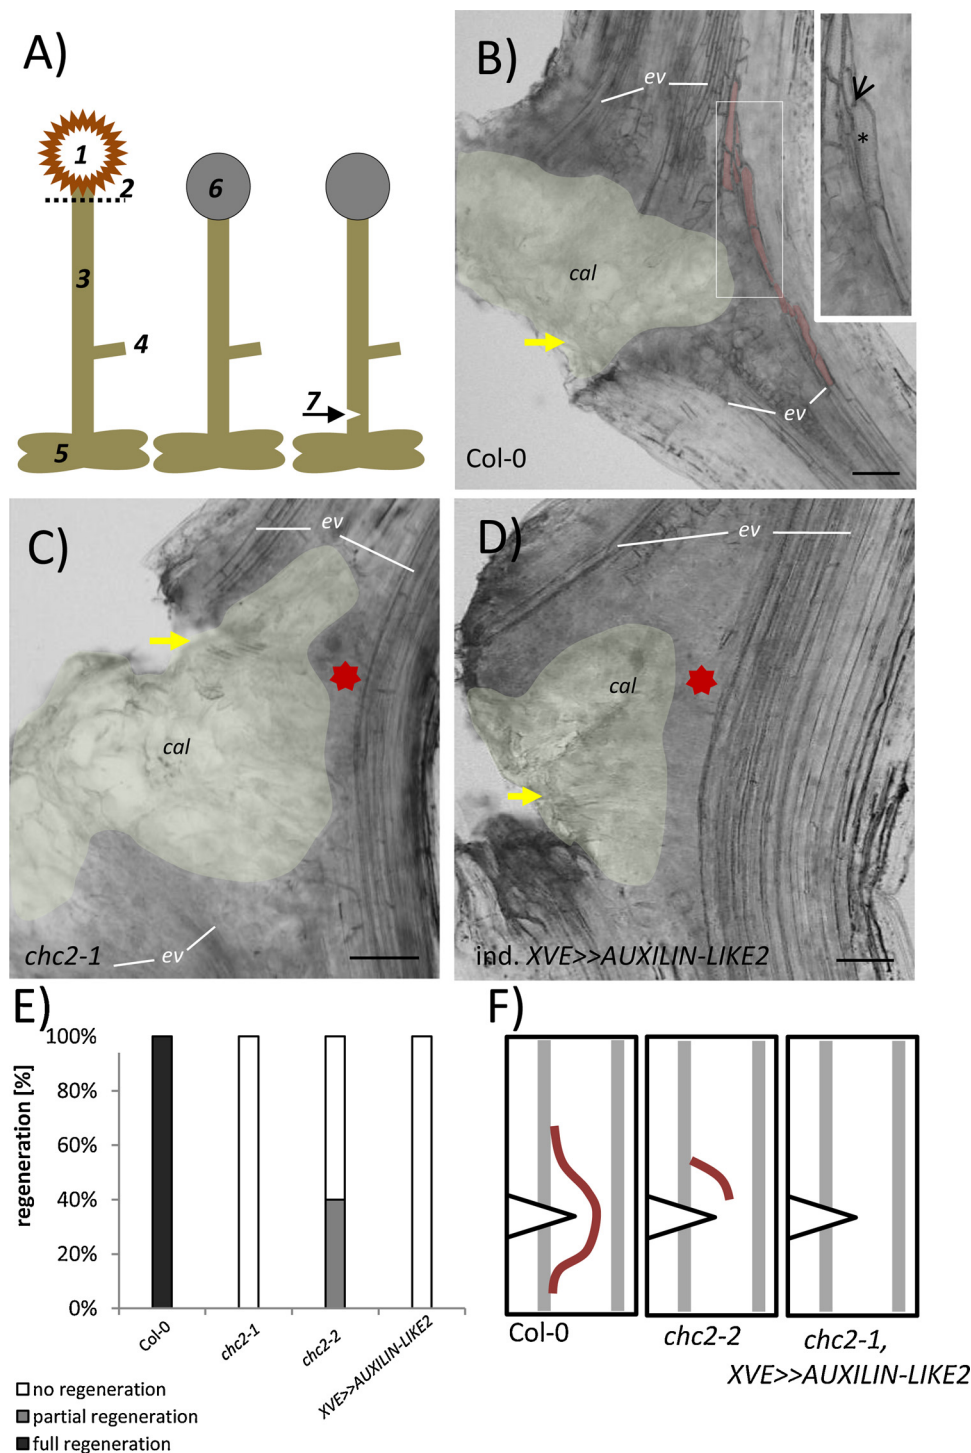 A)
1
2
3
4
5
6
7
B)
ev
cal
ev
*
Col-0
C)
ev
cal
ev
chc2-1
D)
ev
cal
ind. XVE>>AUXILIN-LIKE2
E)
regeneration [%]
100%
80%
60%
40%
20%
0%
Col-0
chc2-1
chc2-2
XVE>>AUXILIN-LIKE2
no regeneration
partial regeneration
full regeneration
F)
Col-0
chc2-2
chc2-1,
XVE>>AUXILIN-LIKE2